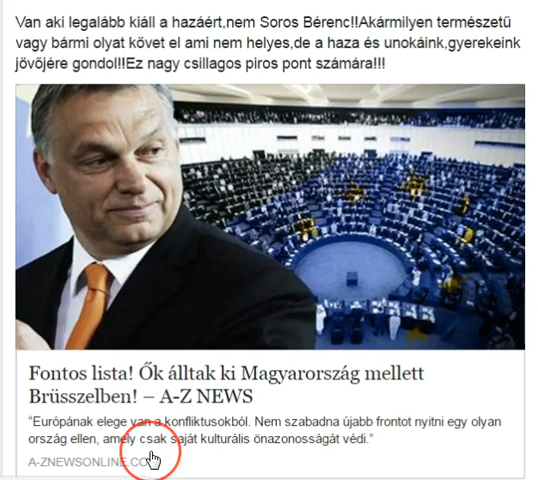 Van aki legalább kiáll a hazáért,nem Soros Bérenc!!Akármilyen természetű
vagy bármi olyat követ el ami nem helyes,de a haza és unokáink,gyerekeink
jövőjére gondol!!Ez nagy csillagos piros pont számára!!!
Fontos lista! Ők álltak ki Magyarország mellett
Brüsszelben! – A-Z NEWS
“Európának elege van a konfliktusokból. Nem szabadna újabb frontot nyitni egy olyan
ország ellen, amely csak saját kulturális önazonosságát védi.”
A-ZNEWSONLINE.CO